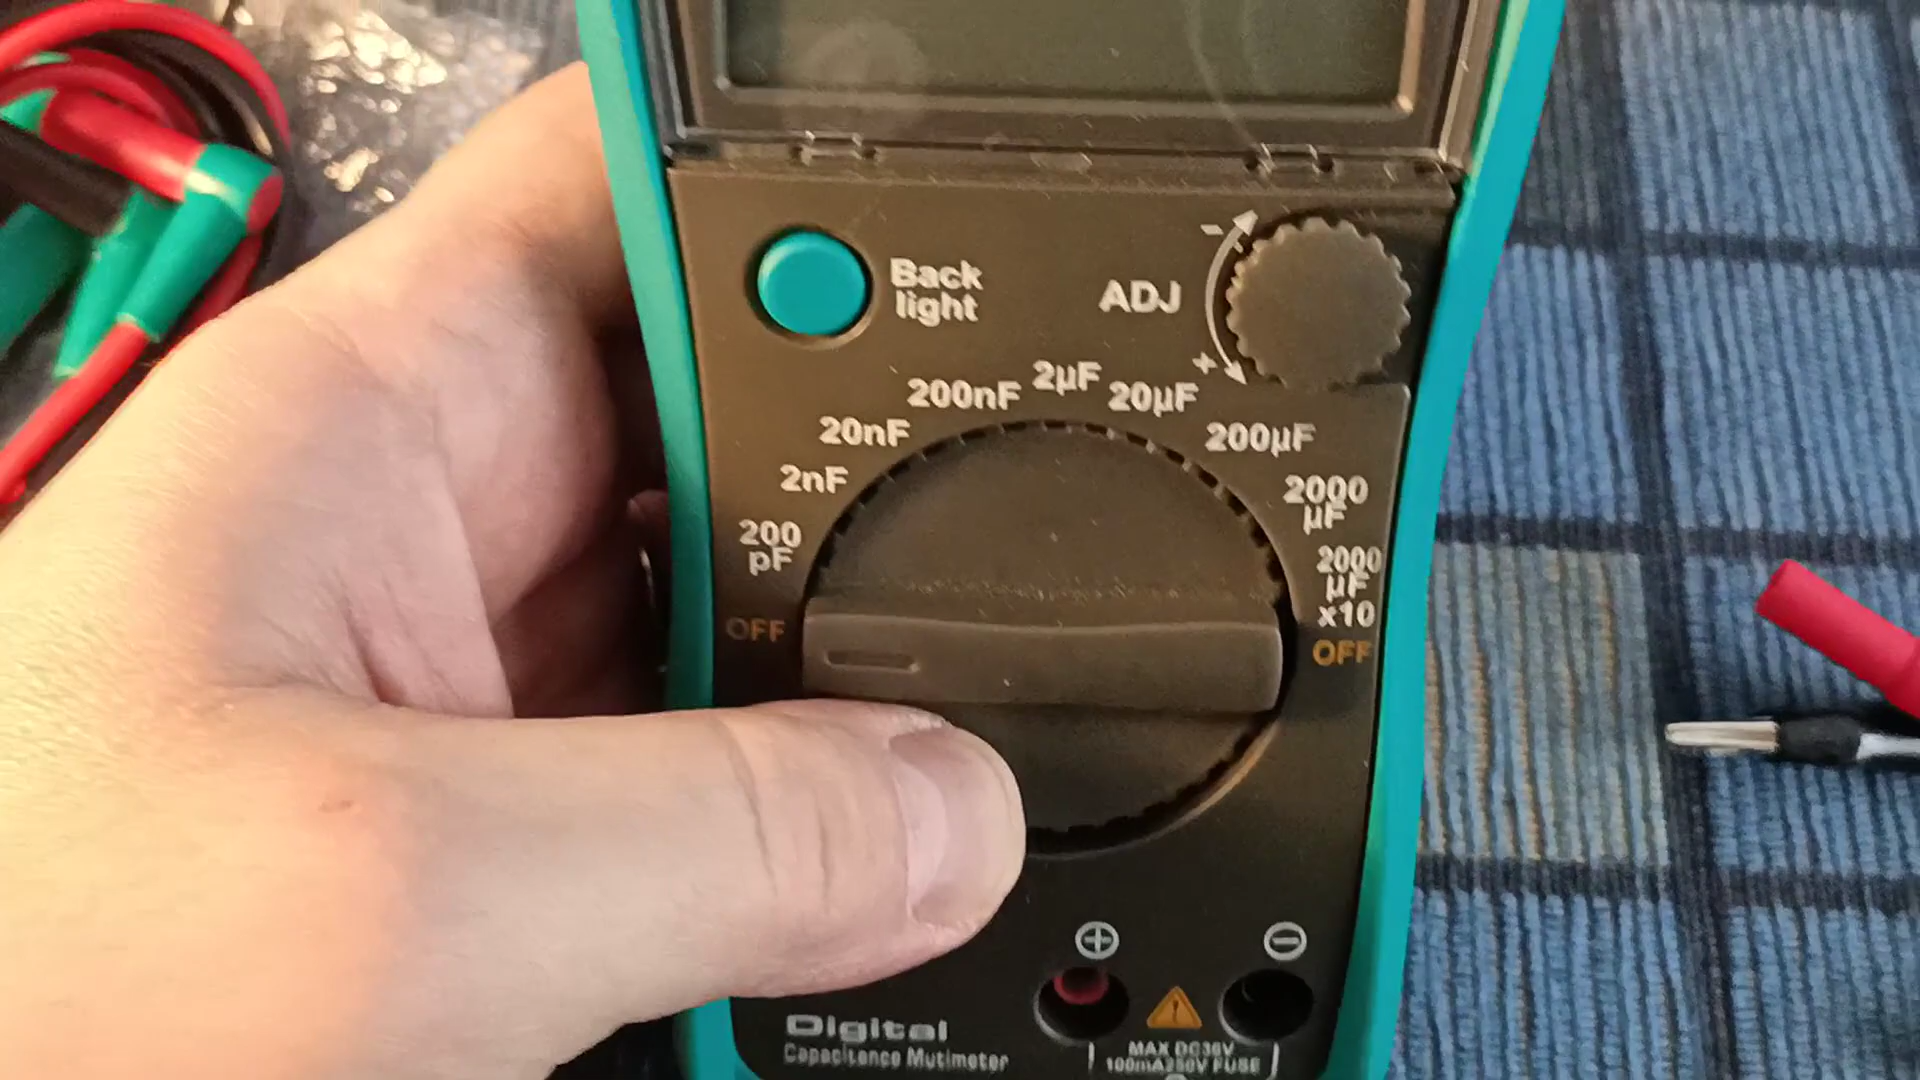 Back
light
ADJ
-
+
200
pF
2nF
20nF
200nF
2µF
20µF
200µF
2000
µF
2000
µF
x10
OFF
OFF
+
-
Digital
Capacitance Mutimeter
MAX DC36V
100mA250V FUSE